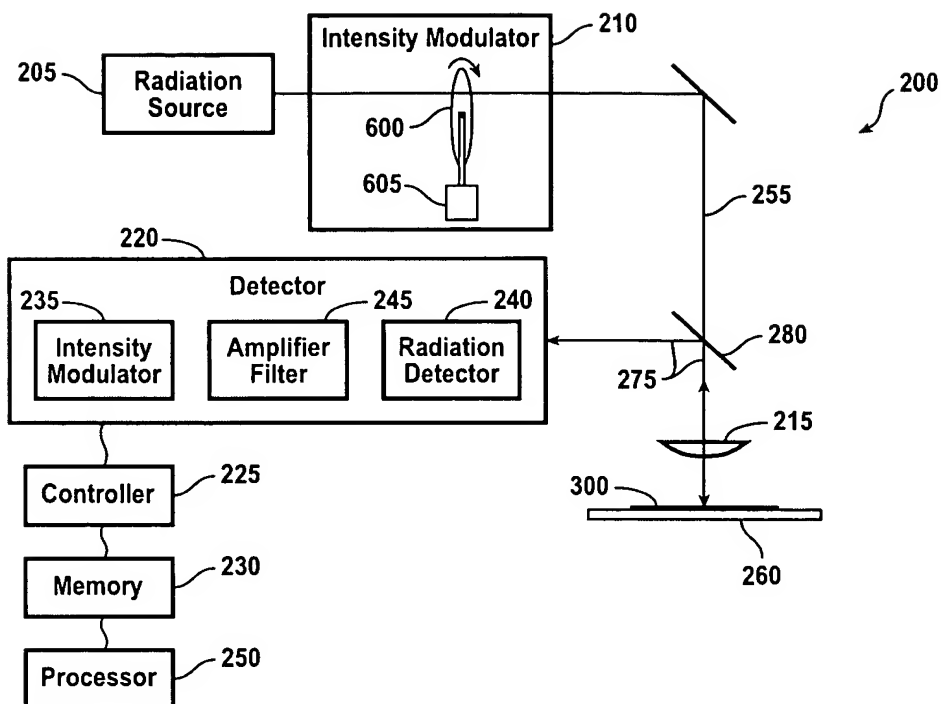 Intensity Modulator
210
205
Radiation
Source
200
600
605
255
220
Detector
235
245
240
Intensity
Modulator
Amplifier
Filter
Radiation
Detector
280
275
215
Controller
225
300
260
Memory
230
Processor
250